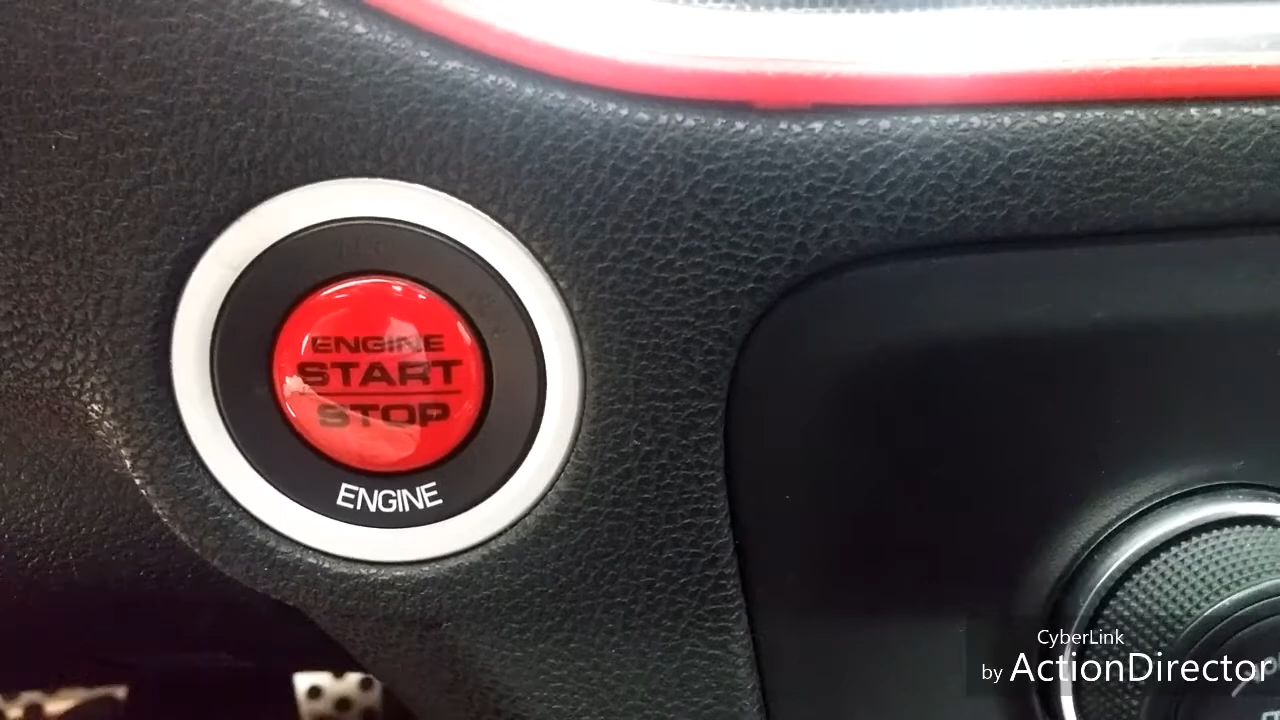 ENGINE
START
STOP
ENGINE
CyberLink
by ActionDirector